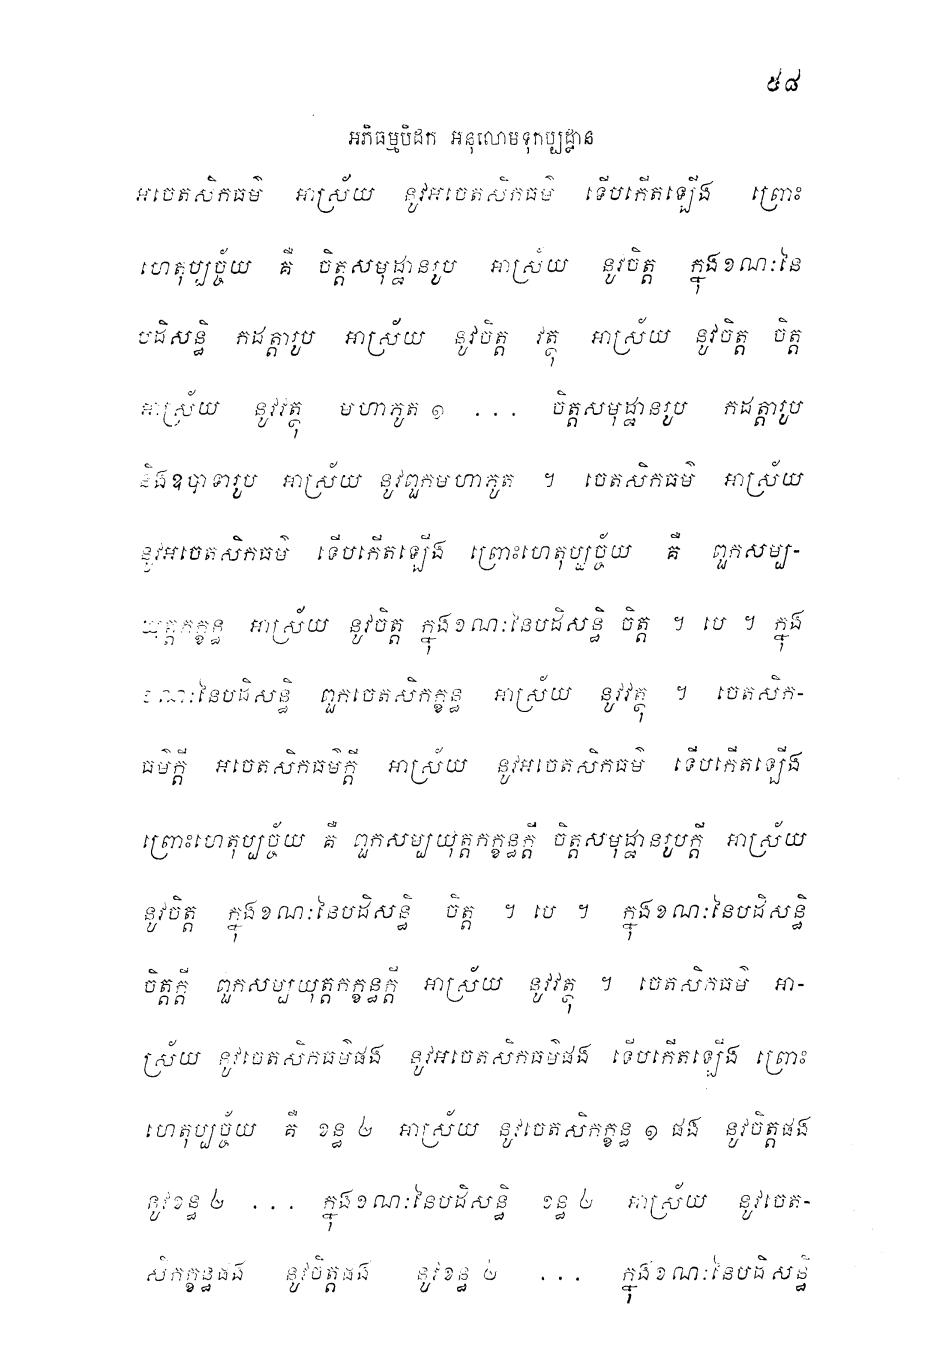 ៥៨
អភិធម្មបិដក អនុលោមទុកប្បដ្ឋាន
អចេតសិកធម៌ អាស្រ័យ នូវអចេតសិកធម៌ ទើបកើតឡើង ព្រោះ
ហេតុប្បច្ច័យ គឺ ចិត្តសមុដ្ឋានរូប អាស្រ័យ នូវចិត្ត ក្នុងខណៈនៃ
បដិសន្ធិ កដត្តារូប អាស្រ័យ នូវចិត្ត វត្ថុ អាស្រ័យ នូវចិត្ត ចិត្ត
អាស្រ័យ នូវវត្ថុ មហាភូត ១ ... ចិត្តសមុដ្ឋានរូប កដត្តារូប
និងឧបាទារូប អាស្រ័យ នូវពួកមហាភូត ។ ចេតសិកធម៌ អាស្រ័យ
នូវអចេតសិកធម៌ ទើបកើតឡើង ព្រោះហេតុប្បច្ច័យ គឺ ពួកសម្ប-
យុត្តកក្ខន្ធ អាស្រ័យ នូវចិត្ត ក្នុងខណៈនៃបដិសន្ធិ ចិត្ត ។ បេ ។ ក្នុង
ខណៈនៃបដិសន្ធិ ពួកចេតសិកក្ខន្ធ អាស្រ័យ នូវវត្ថុ ។ ចេតសិក-
ធម៌ក្តី អចេតសិកធម៌ក្តី អាស្រ័យ នូវអចេតសិកធម៌ ទើបកើតឡើង
ព្រោះហេតុប្បច្ច័យ គឺ ពួកសម្បយុត្តកក្ខន្ធក្តី ចិត្តសមុដ្ឋានរូបក្តី អាស្រ័យ
នូវចិត្ត ក្នុងខណៈនៃបដិសន្ធិ ចិត្ត ។ បេ ។ ក្នុងខណៈនៃបដិសន្ធិ
ចិត្តក្តី ពួកសម្បយុត្តកក្ខន្ធក្តី អាស្រ័យ នូវវត្ថុ ។ ចេតសិកធម៌ អា-
ស្រ័យ នូវចេតសិកធម៌ផង នូវអចេតសិកធម៌ផង ទើបកើតឡើង ព្រោះ
ហេតុប្បច្ច័យ គឺ ខន្ធ ២ អាស្រ័យ នូវចេតសិកក្ខន្ធ ១ ផង នូវចិត្តផង
នូវខន្ធ ២ ... ក្នុងខណៈនៃបដិសន្ធិ ខន្ធ ២ អាស្រ័យ នូវចេត-
សិកក្ខន្ធផង នូវចិត្តផង នូវខន្ធ ២ ... ក្នុងខណៈនៃបដិសន្ធិ